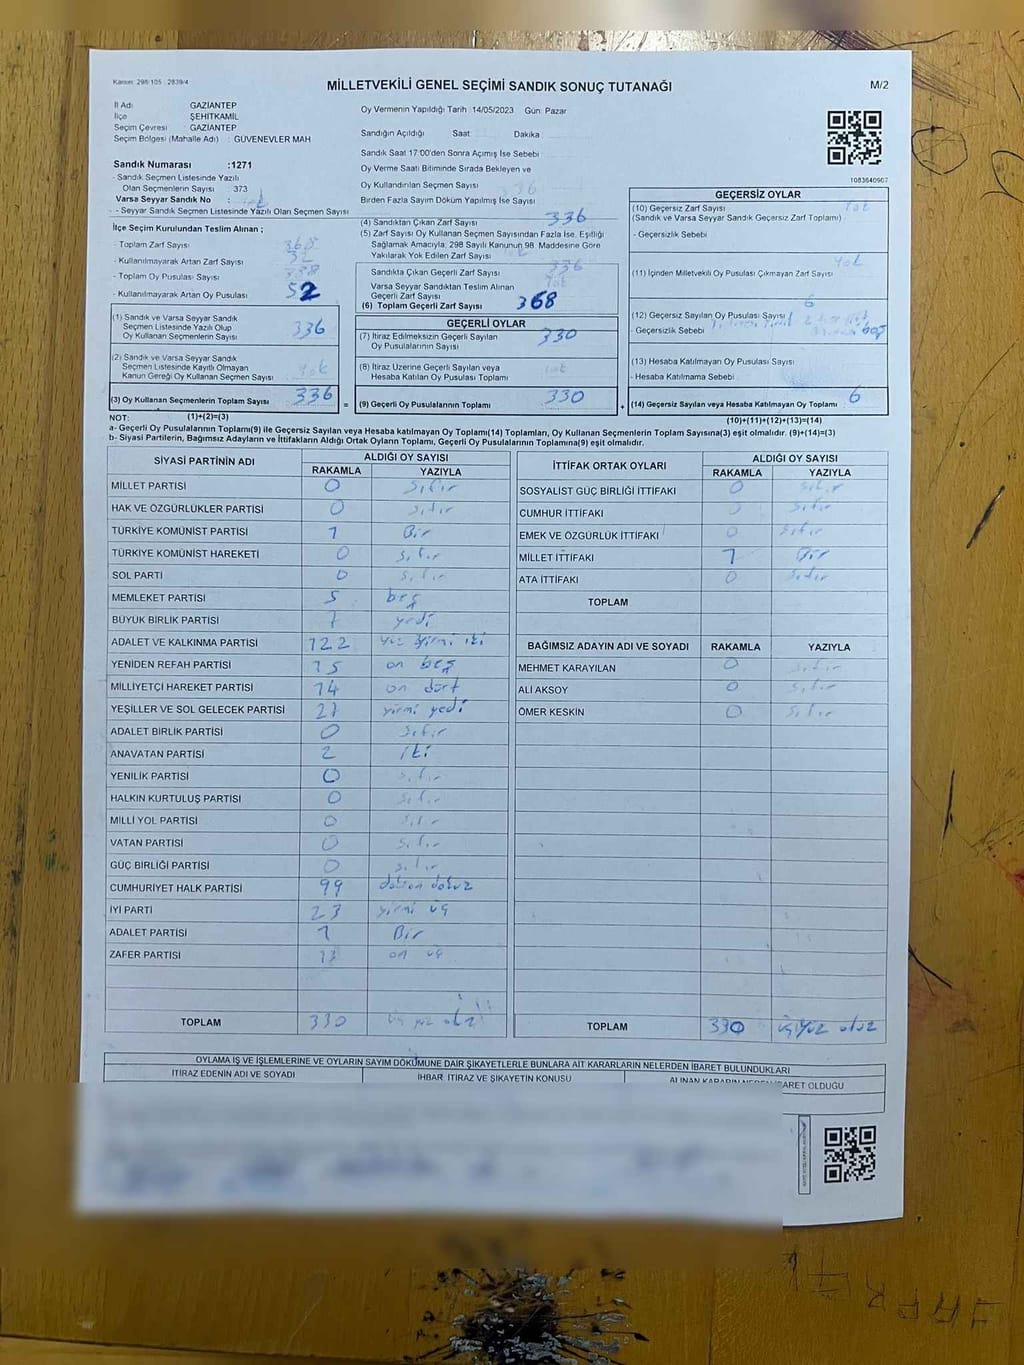 Kanun: 298/105 : 2839/4
MİLLETVEKİLİ GENEL SEÇİMİ SANDIK SONUÇ TUTANAĞI
M/2
İl Adı : GAZİANTEP
İlçe : ŞEHİTKAMİL
Seçim Çevresi : GAZİANTEP
Seçim Bölgesi (Mahalle Adı) : GÜVENEVLER MAH
Sandık Numarası :1271
- Sandık Seçmen Listesinde Yazılı
Olan Seçmenlerin Sayısı : 373
Varsa Seyyar Sandık No :
- Seyyar Sandık Seçmen Listesinde Yazılı Olan Seçmen Sayısı
İlçe Seçim Kurulundan Teslim Alınan ;
- Toplam Zarf Sayısı 368
- Kullanılmayarak Artan Zarf Sayısı 32
- Toplam Oy Pusulası Sayısı
- Kullanılmayarak Artan Oy Pusulası 52
Oy Vermenin Yapıldığı Tarih : 14/05/2023 Gün: Pazar
Sandığın Açıldığı Saat Dakika :
Sandık Saat 17:00'den Sonra Açımış İse Sebebi :
Oy Verme Saati Bitiminde Sırada Bekleyen ve
Oy Kullandırılan Seçmen Sayısı : 336
Birden Fazla Sayım Döküm Yapılmış İse Sebebi :
(4) Sandıktan Çıkan Zarf Sayısı 336
(5) Zarf Sayısı Oy Kullanan Seçmen Sayısından Fazla İse, Eşitliği
Sağlamak Amacıyla, 298 Sayılı Kanunun 98. Maddesine Göre
Yakılarak Yok Edilen Zarf Sayısı :
Sandıkta Çıkan Geçerli Zarf Sayısı 336
Varsa Seyyar Sandıktan Teslim Alınan
Geçerli Zarf Sayısı yok
(6) Toplam Geçerli Zarf Sayısı 368
1083640907
GEÇERSİZ OYLAR
(10) Geçersiz Zarf Sayısı yok
(Sandık ve Varsa Seyyar Sandık Geçersiz Zarf Toplamı)
- Geçersizlik Sebebi
(11) İçinden Milletvekili Oy Pusulası Çıkmayan Zarf Sayısı yok
(12) Geçersiz Sayılan Oy Pusulası Sayısı 6
- Geçersizlik Sebebi boş
(13) Hesaba Katılmayan Oy Pusulası Sayısı
- Hesaba Katılmama Sebebi
(14) Geçersiz Sayılan veya Hesaba Katılmayan Oy Toplamı 6
(10)+(11)+(12)+(13)=(14)
(1) Sandık ve Varsa Seyyar Sandık
Seçmen Listesinde Yazılı Olup
Oy Kullanan Seçmenlerin Sayısı 336
(2) Sandık ve Varsa Seyyar Sandık
Seçmen Listesinde Kayıtlı Olmayan
Kanun Gereği Oy Kullanan Seçmen Sayısı yok
(3) Oy Kullanan Seçmenlerin Toplam Sayısı 336 =
GEÇERLİ OYLAR
(7) İtiraz Edilmeksizin Geçerli Sayılan
Oy Pusulalarının Sayısı 330
(8) İtiraz Üzerine Geçerli Sayılan veya
Hesaba Katılan Oy Pusulası Toplamı yok
(9) Geçerli Oy Pusulalarının Toplamı 330 +
NOT: (1)+(2)=(3)
a- Geçerli Oy Pusulalarının Toplamı(9) ile Geçersiz Sayılan veya Hesaba katılmayan Oy Toplamı(14) Toplamları, Oy Kullanan Seçmenlerin Toplam Sayısına(3) eşit olmalıdır. (9)+(14)=(3)
b- Siyasi Partilerin, Bağımsız Adayların ve İttifakların Aldığı Ortak Oyların Toplamı, Geçerli Oy Pusulalarının Toplamına(9) eşit olmalıdır.
SİYASİ PARTİNİN ADI ALDIĞI OY SAYISI
RAKAMLA YAZIYLA
MİLLET PARTİSİ 0 sıfır
HAK VE ÖZGÜRLÜKLER PARTİSİ 0 sıfır
TÜRKİYE KOMÜNİST PARTİSİ 1 Bir
TÜRKİYE KOMÜNİST HAREKETİ 0 sıfır
SOL PARTİ 0 sıfır
MEMLEKET PARTİSİ 5 beş
BÜYÜK BİRLİK PARTİSİ 7 yedi
ADALET VE KALKINMA PARTİSİ 122 yüz yirmi iki
YENİDEN REFAH PARTİSİ 15 on beş
MİLLİYETÇİ HAREKET PARTİSİ 14 on dört
YEŞİLLER VE SOL GELECEK PARTİSİ 27 yirmi yedi
ADALET BİRLİK PARTİSİ 0 sıfır
ANAVATAN PARTİSİ 2 iki
YENİLİK PARTİSİ 0 sıfır
HALKIN KURTULUŞ PARTİSİ 0 sıfır
MİLLİ YOL PARTİSİ 0 sıfır
VATAN PARTİSİ 0 sıfır
GÜÇ BİRLİĞİ PARTİSİ 0 sıfır
CUMHURİYET HALK PARTİSİ 99 doksan dokuz
İYİ PARTİ 23 yirmi üç
ADALET PARTİSİ 1 Bir
ZAFER PARTİSİ 13 on üç
TOPLAM 330 üç yüz otuz
İTTİFAK ORTAK OYLARI ALDIĞI OY SAYISI
RAKAMLA YAZIYLA
SOSYALİST GÜÇ BİRLİĞİ İTTİFAKI 0 sıfır
CUMHUR İTTİFAKI 0 sıfır
EMEK VE ÖZGÜRLÜK İTTİFAKI 0 sıfır
MİLLET İTTİFAKI 1 Bir
ATA İTTİFAKI 0 sıfır
TOPLAM
BAĞIMSIZ ADAYIN ADI VE SOYADI RAKAMLA YAZIYLA
MEHMET KARAYILAN 0 sıfır
ALİ AKSOY 0 sıfır
ÖMER KESKİN 0 sıfır
TOPLAM 330 üçyüz otuz
OYLAMA İŞ VE İŞLEMLERİNE VE OYLARIN SAYIM DÖKÜMÜNE DAİR ŞİKAYETLERLE BUNLARA AİT KARARLARIN NELERDEN İBARET BULUNDUKLARI
İTİRAZ EDENİN ADI VE SOYADI İHBAR İTİRAZ VE ŞİKAYETİN KONUSU ALINAN KARARIN NEDEN İBARET OLDUĞU